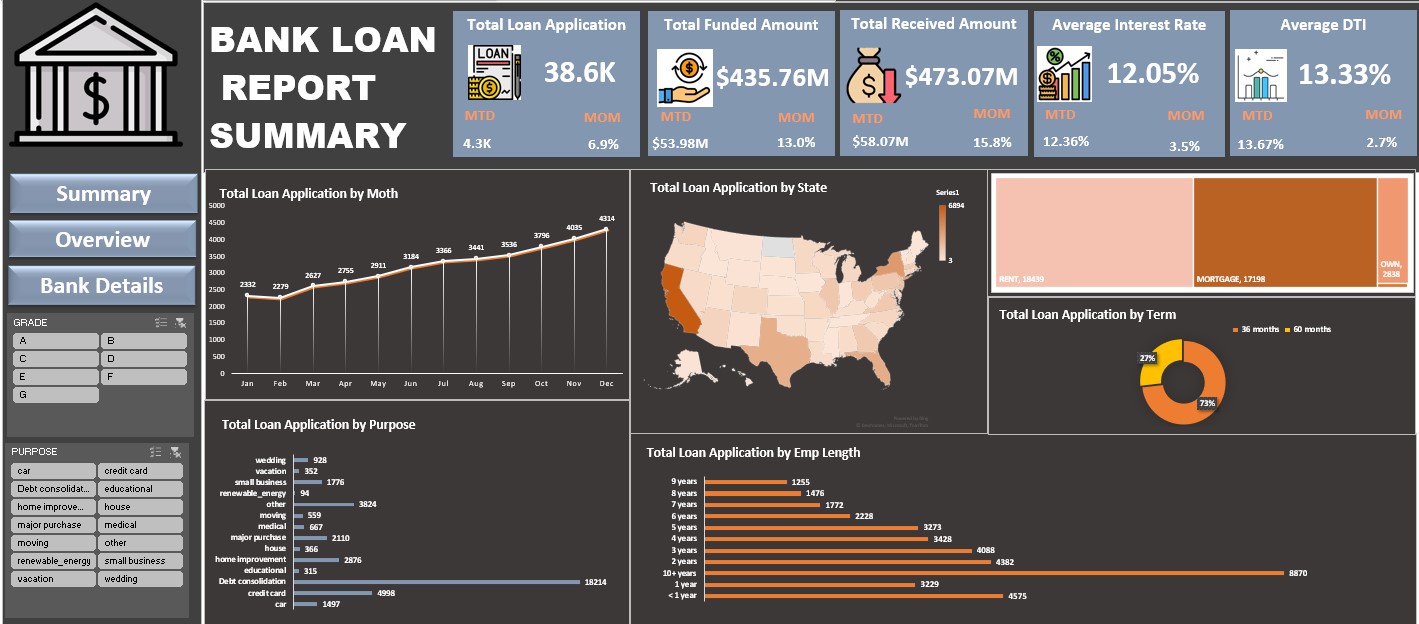 BANK LOAN
REPORT
SUMMARY
Total Loan Application
LOAN
38.6K
MTD
MOM
4.3K
6.9%
Total Funded Amount
$435.76M
MTD
MOM
$53.98M
13.0%
Total Received Amount
$473.07M
MTD
MOM
$58.07M
15.8%
Average Interest Rate
12.05%
MTD
MOM
12.36%
3.5%
Average DTI
13.33%
MTD
MOM
13.67%
2.7%
Summary
Overview
Bank Details
GRADE
A B
C D
E F
G
PURPOSE
car credit card
Debt consolidat... educational
home improve... house
major purchase medical
moving other
renewable_energy small business
vacation wedding
Total Loan Application by Moth
5000
4500
4000
3500
3000
2500
2000
1500
1000
500
0
2332 2279 2627 2755 2911 3184 3366 3441 3536 3796 4035 4314
Jan Feb Mar Apr May Jun Jul Aug Sep Oct Nov Dec
Total Loan Application by State
Series1
6894
3
Powered by Bing
RENT, 18439
MORTGAGE, 17198
OWN,
2838
Total Loan Application by Term
36 months 60 months
27%
73%
Total Loan Application by Purpose
wedding 928
vacation 352
small business 1776
renewable_energy 94
other 3824
moving 559
medical 667
major purchase 2110
house 366
home improvement 2876
educational 315
Debt consolidation 18214
credit card 4998
car 1497
Total Loan Application by Emp Length
9 years 1255
8 years 1476
7 years 1772
6 years 2228
5 years 3273
4 years 3428
3 years 4088
2 years 4382
10+ years 8870
1 year 3229
< 1 year 4575